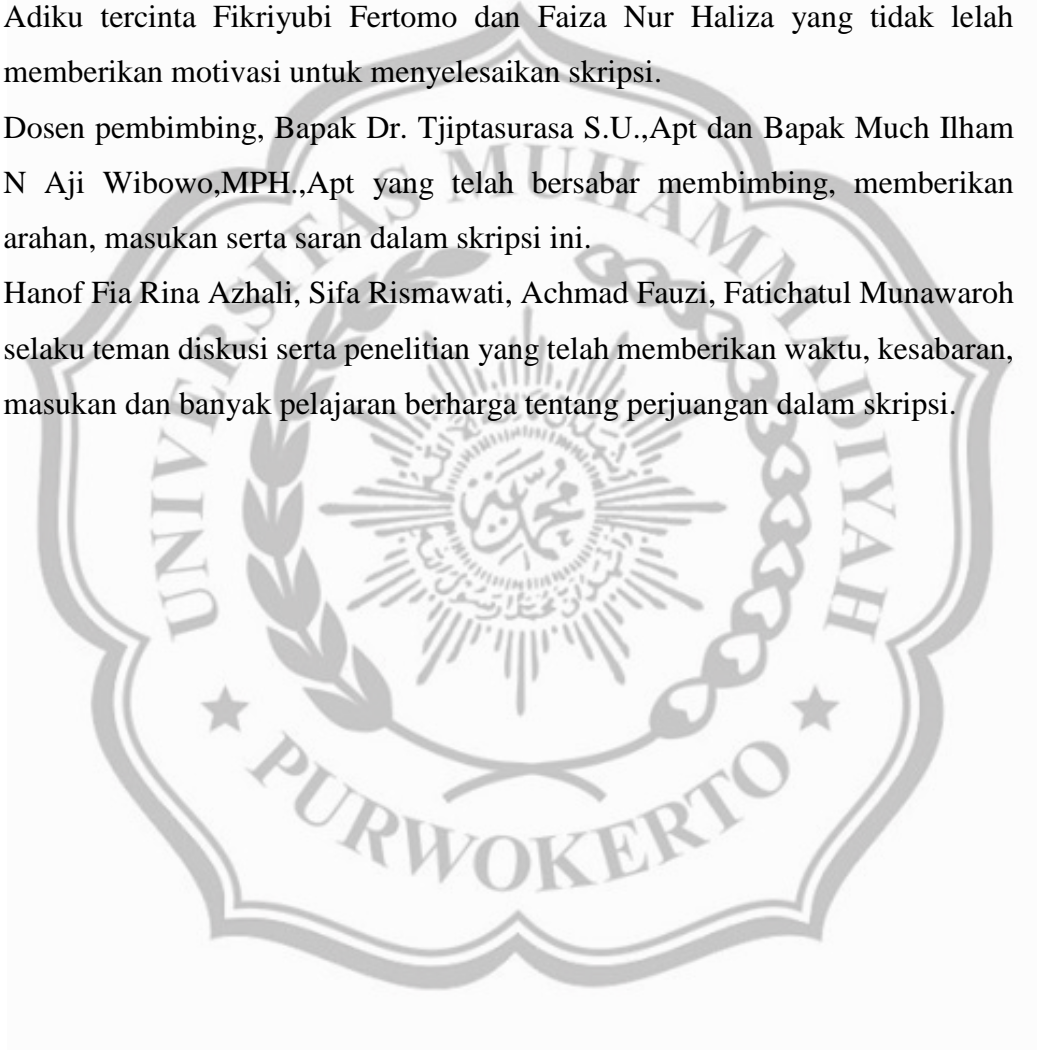 Adiku tercinta Fikriyubi Fertomo dan Faiza Nur Haliza yang tidak lelah
memberikan motivasi untuk menyelesaikan skripsi.
Dosen pembimbing, Bapak Dr. Tjiptasurasa S.U.,Apt dan Bapak Much Ilham
N Aji Wibowo,MPH.,Apt yang telah bersabar membimbing, memberikan
arahan, masukan serta saran dalam skripsi ini.
Hanof Fia Rina Azhali, Sifa Rismawati, Achmad Fauzi, Fatichatul Munawaroh
selaku teman diskusi serta penelitian yang telah memberikan waktu, kesabaran,
masukan dan banyak pelajaran berharga tentang perjuangan dalam skripsi.
UNIVERSITAS MUHAMMADIYAH
محمد
PURWOKERTO